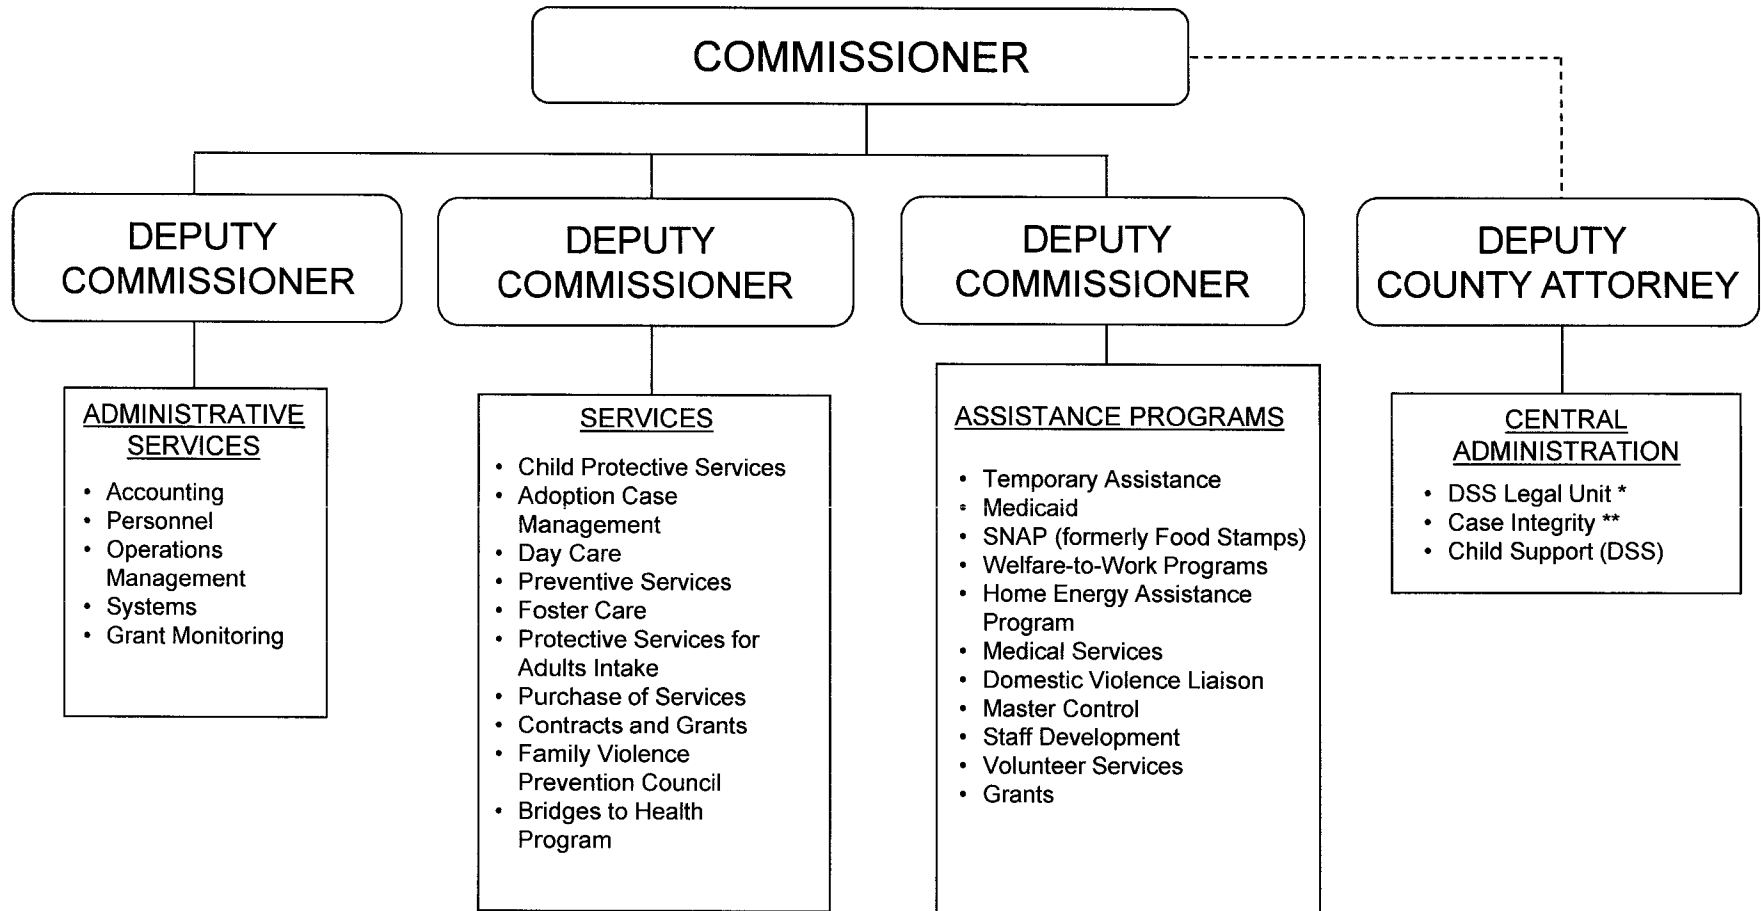 COMMISSIONER
DEPUTY
COMMISSIONER
DEPUTY
COMMISSIONER
DEPUTY
COMMISSIONER
DEPUTY
COUNTY ATTORNEY
ADMINISTRATIVE
SERVICES
• Accounting
• Personnel
• Operations
Management
• Systems
• Grant Monitoring
SERVICES
• Child Protective Services
• Adoption Case
Management
• Day Care
• Preventive Services
• Foster Care
• Protective Services for
Adults Intake
• Purchase of Services
• Contracts and Grants
• Family Violence
Prevention Council
• Bridges to Health
Program
ASSISTANCE PROGRAMS
• Temporary Assistance
• Medicaid
• SNAP (formerly Food Stamps)
• Welfare-to-Work Programs
• Home Energy Assistance
Program
• Medical Services
• Domestic Violence Liaison
• Master Control
• Staff Development
• Volunteer Services
• Grants
CENTRAL
ADMINISTRATION
• DSS Legal Unit *
• Case Integrity **
• Child Support (DSS)